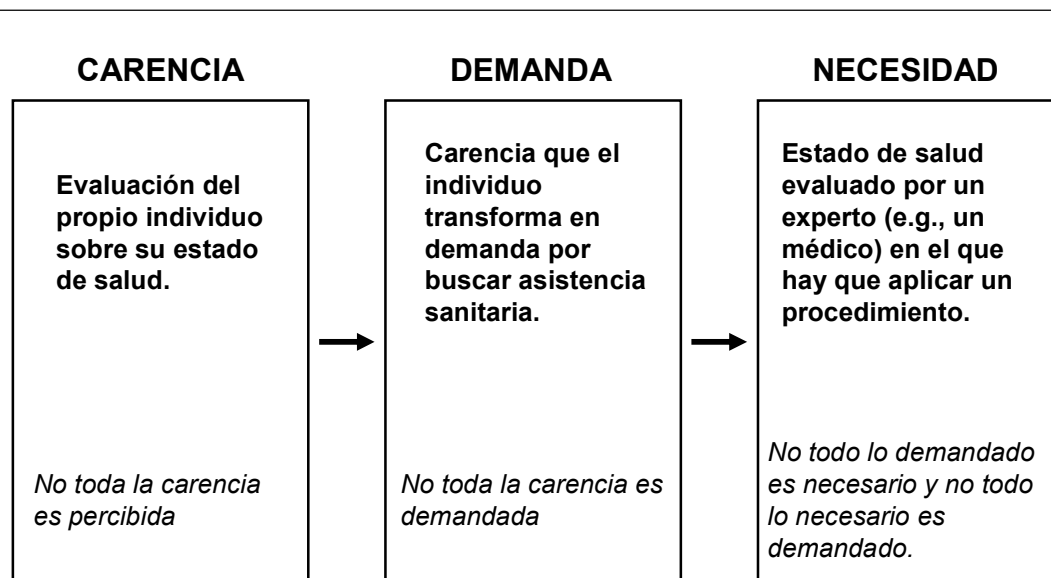 CARENCIA
Evaluación del
propio individuo
sobre su estado
de salud.
No toda la carencia
es percibida
DEMANDA
Carencia que el
individuo
transforma en
demanda por
buscar asistencia
sanitaria.
No toda la carencia es
demandada
NECESIDAD
Estado de salud
evaluado por un
experto (e.g., un
médico) en el que
hay que aplicar un
procedimiento.
No todo lo demandado
es necesario y no todo
lo necesario es
demandado.